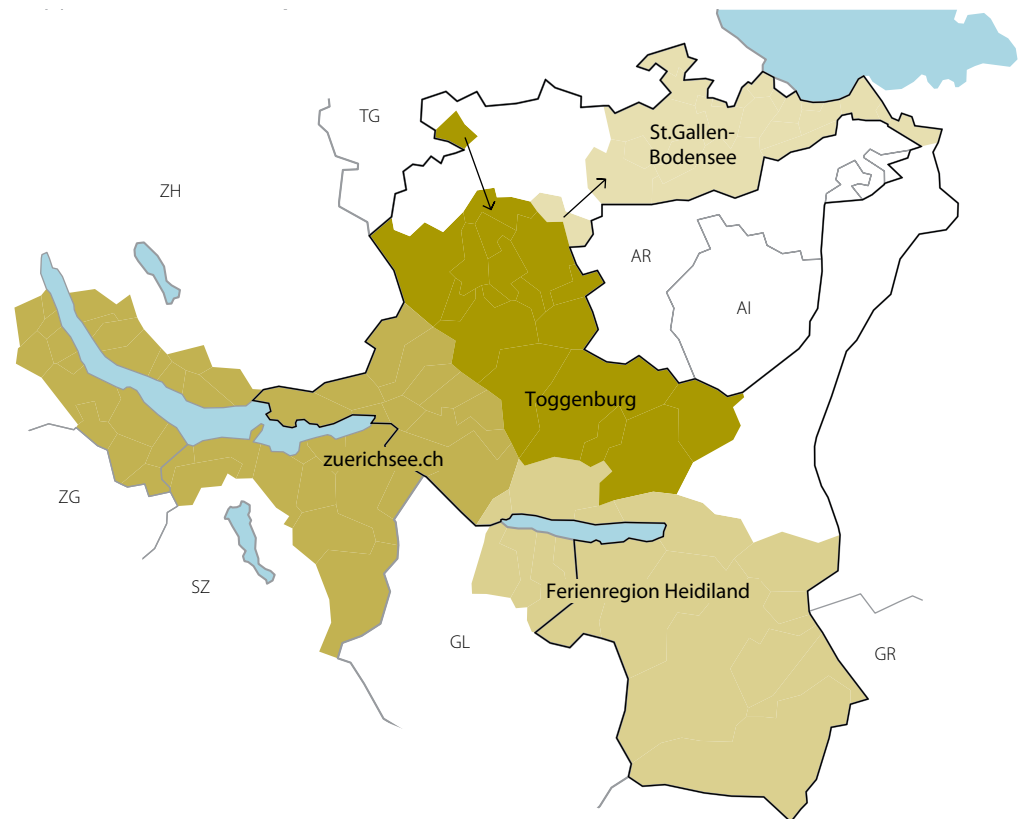 TG
St.Gallen-
Bodensee
ZH
AR
AI
Toggenburg
zuerichsee.ch
ZG
SZ
Ferienregion Heidiland
GL
GR